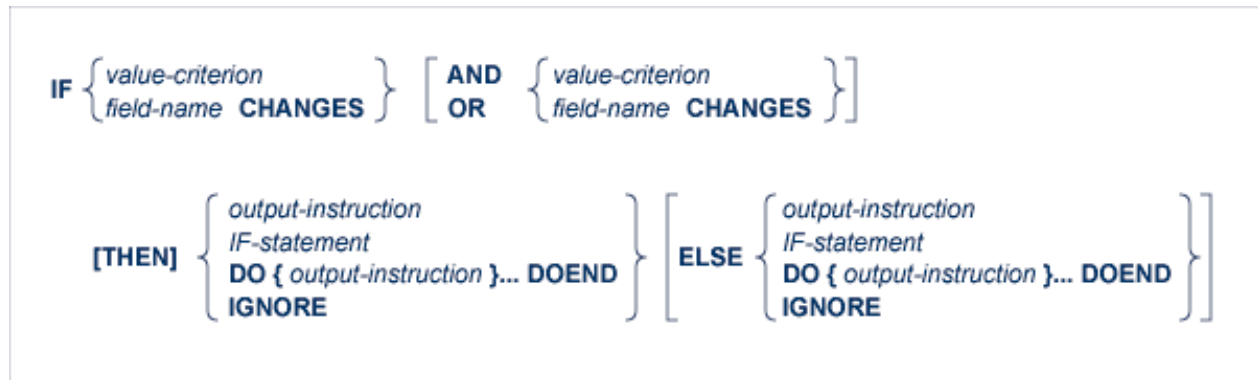 IF { value-criterion } [ AND { value-criterion } ]
field-name CHANGES OR field-name CHANGES
output-instruction output-instruction
IF-statement IF-statement
[THEN] { DO { output-instruction }... DOEND } [ ELSE { DO { output-instruction }... DOEND } ]
IGNORE IGNORE